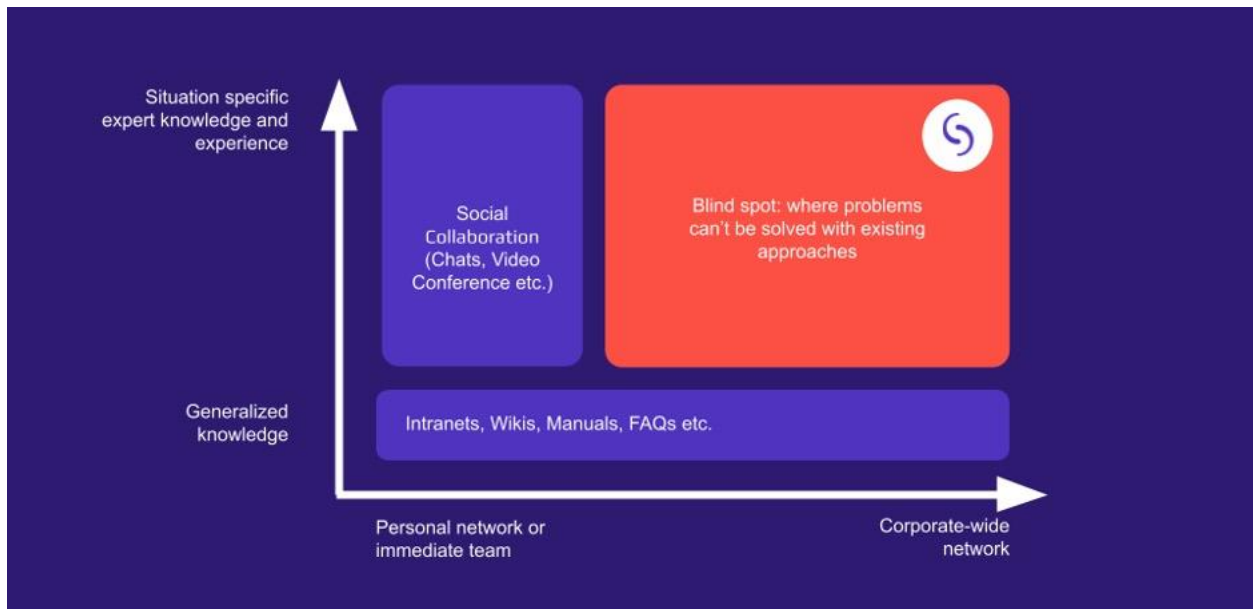 Situation specific
expert knowledge and
experience
Social
Collaboration
(Chats, Video
Conference etc.)
Blind spot: where problems
can't be solved with existing
approaches
Generalized
knowledge
Intranets, Wikis, Manuals, FAQs etc.
Personal network or
immediate team
Corporate-wide
network